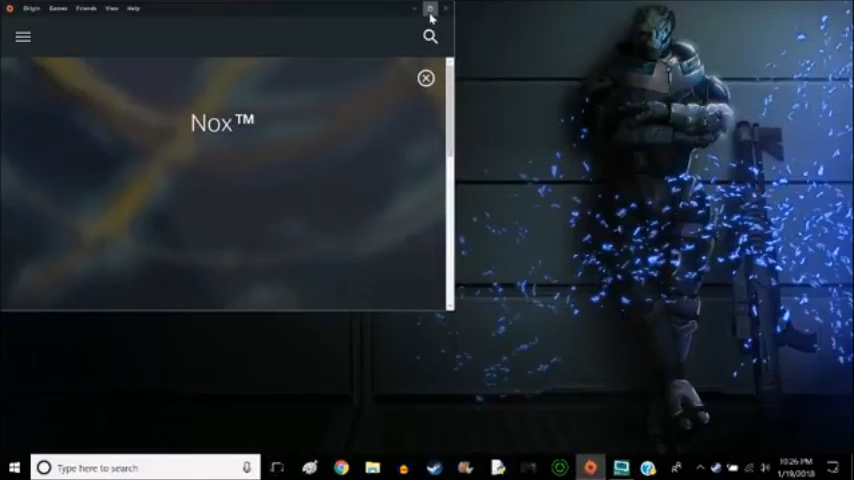 Origin Games Friends View Help
Nox™
Type here to search
10:26 PM
1/19/2018